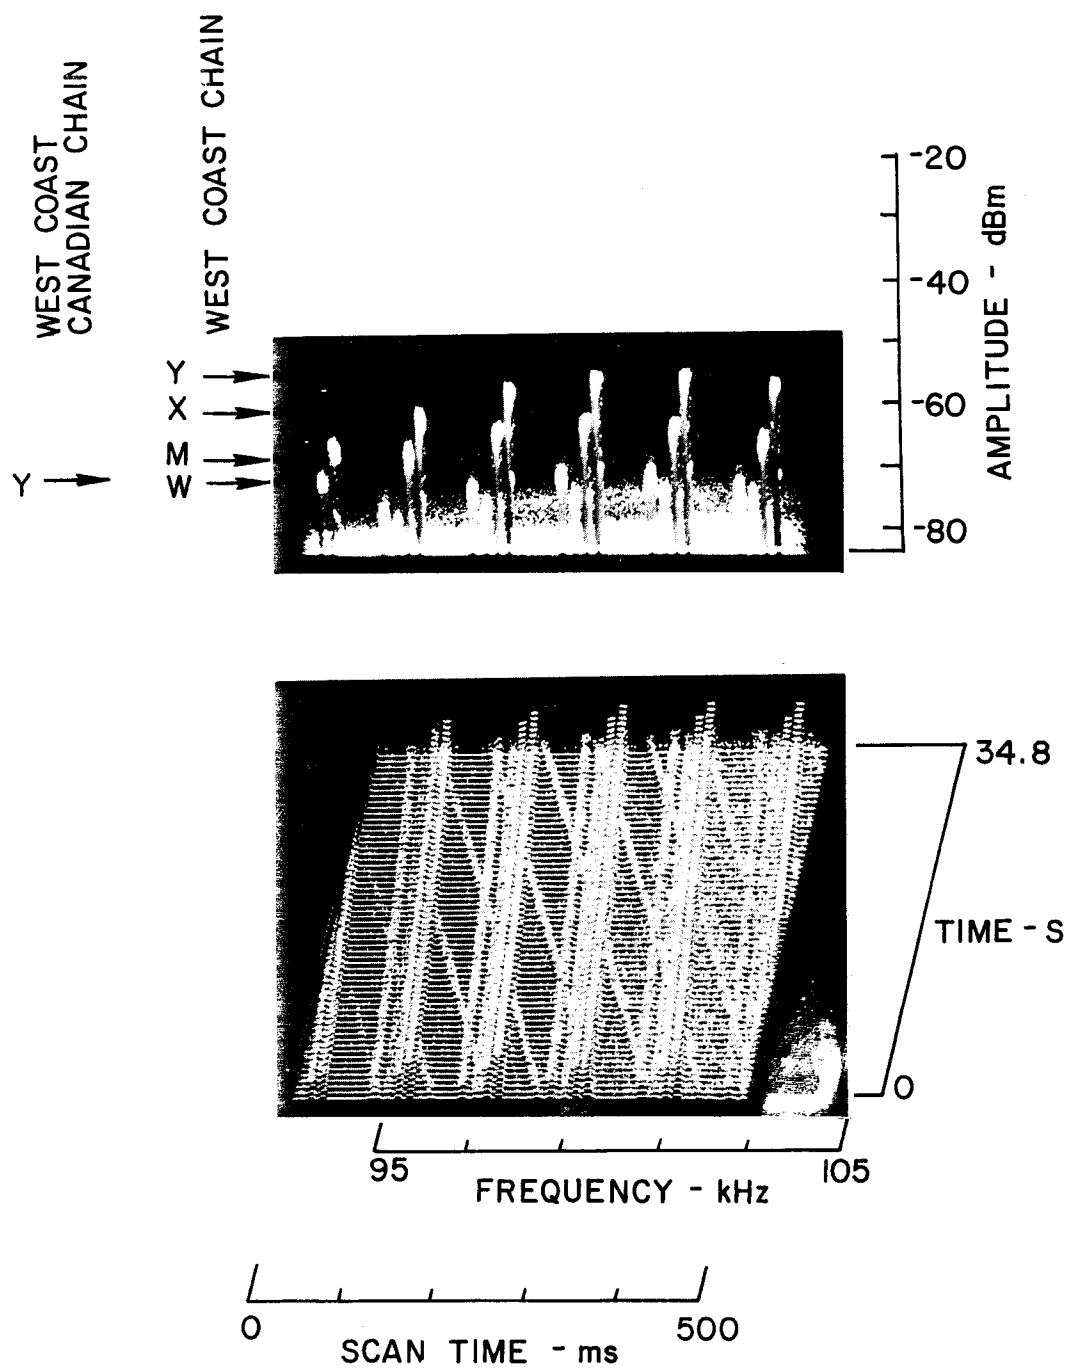 WEST COAST
CANADIAN CHAIN
WEST COAST CHAIN
Y
X
M
W
Y
-20
-40
-60
-80
AMPLITUDE - dBm
34.8
TIME - S
0
95
105
FREQUENCY - kHz
0
500
SCAN TIME - ms